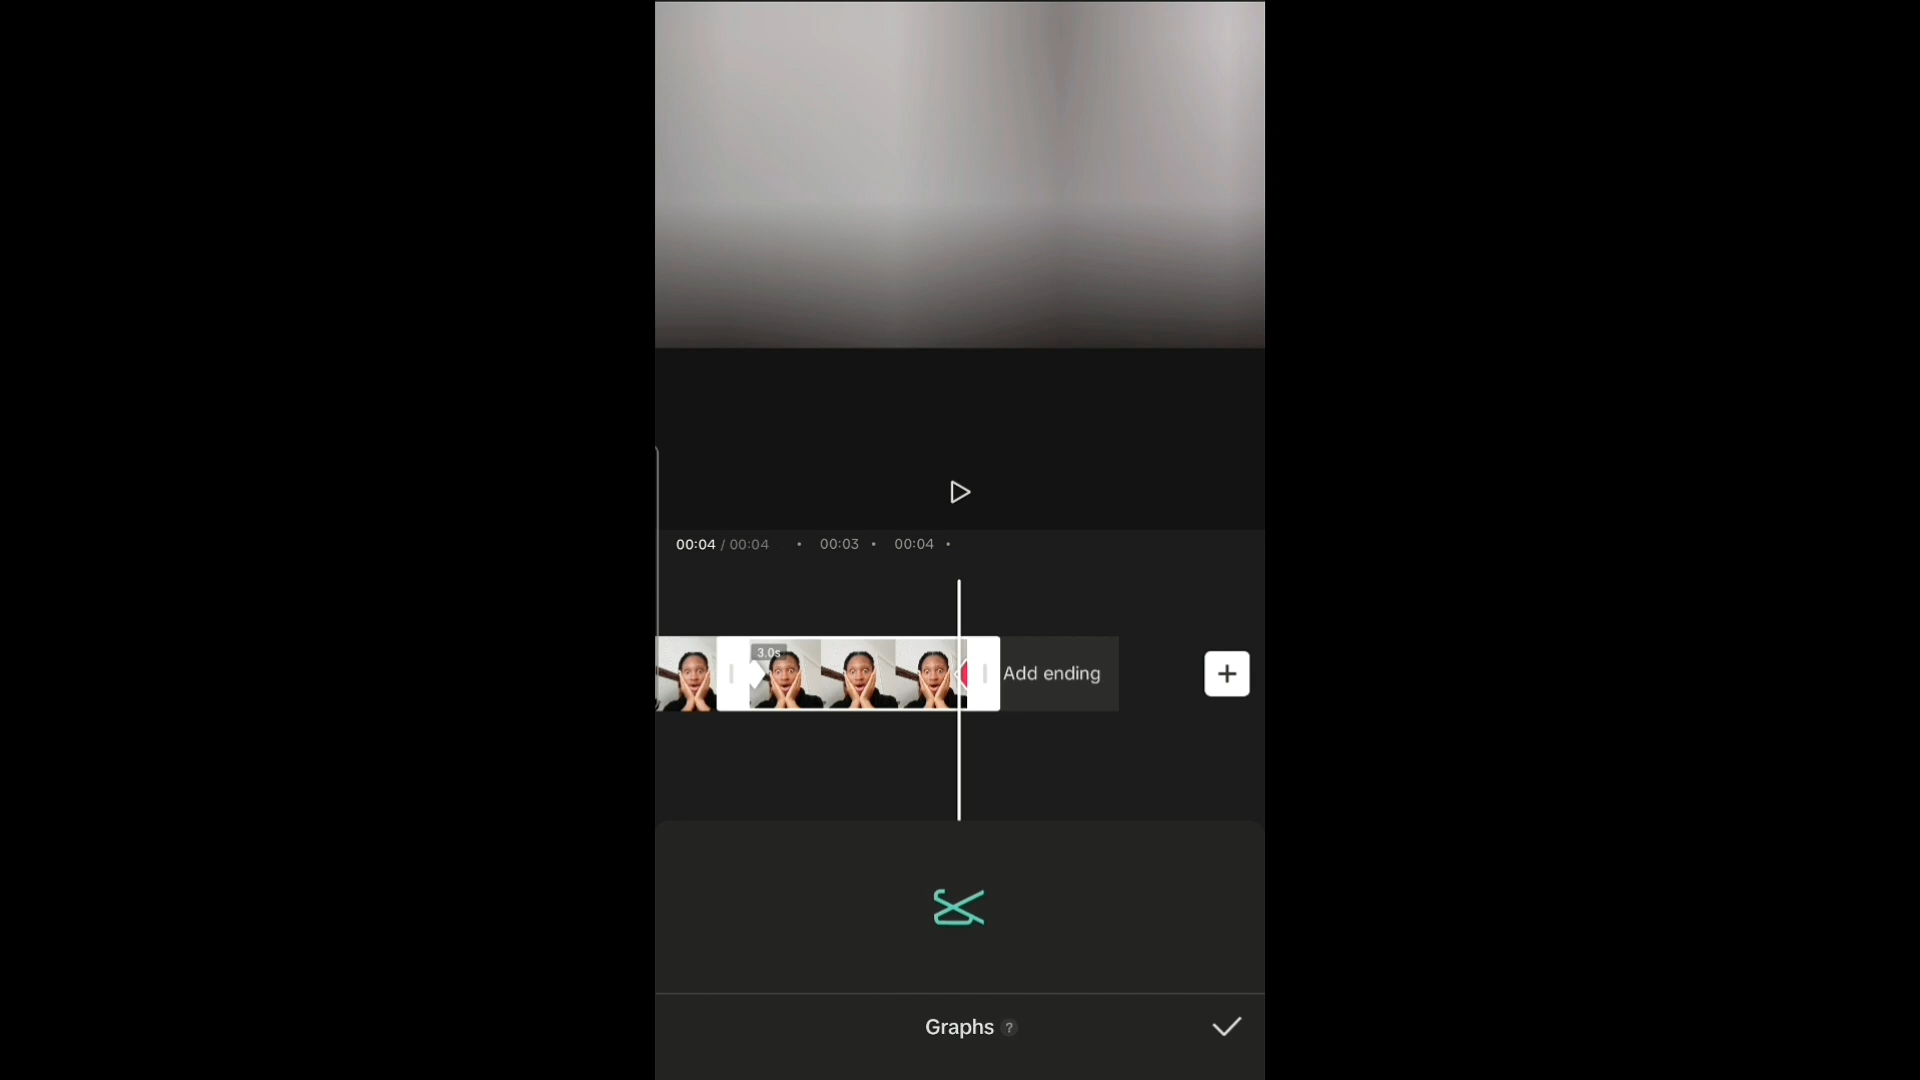 00:04 / 00:04 • 00:03 • 00:04 •
3.0s
Add ending
Graphs ?